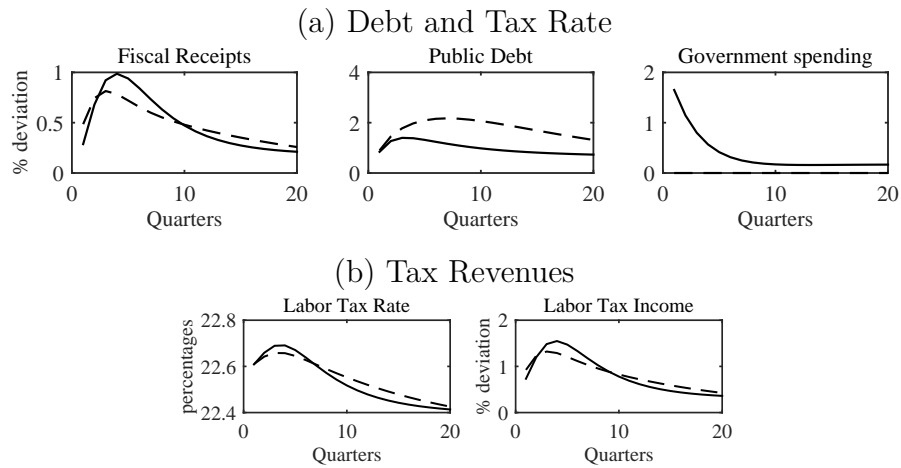 (a) Debt and Tax Rate
Fiscal Receipts
Public Debt
Government spending
% deviation
1
0.5
0
0
10
20
Quarters
4
2
0
0
10
20
Quarters
2
1
0
0
10
20
Quarters
(b) Tax Revenues
Labor Tax Rate
Labor Tax Income
percentages
22.8
22.6
22.4
0
10
20
Quarters
% deviation
2
1
0
0
10
20
Quarters